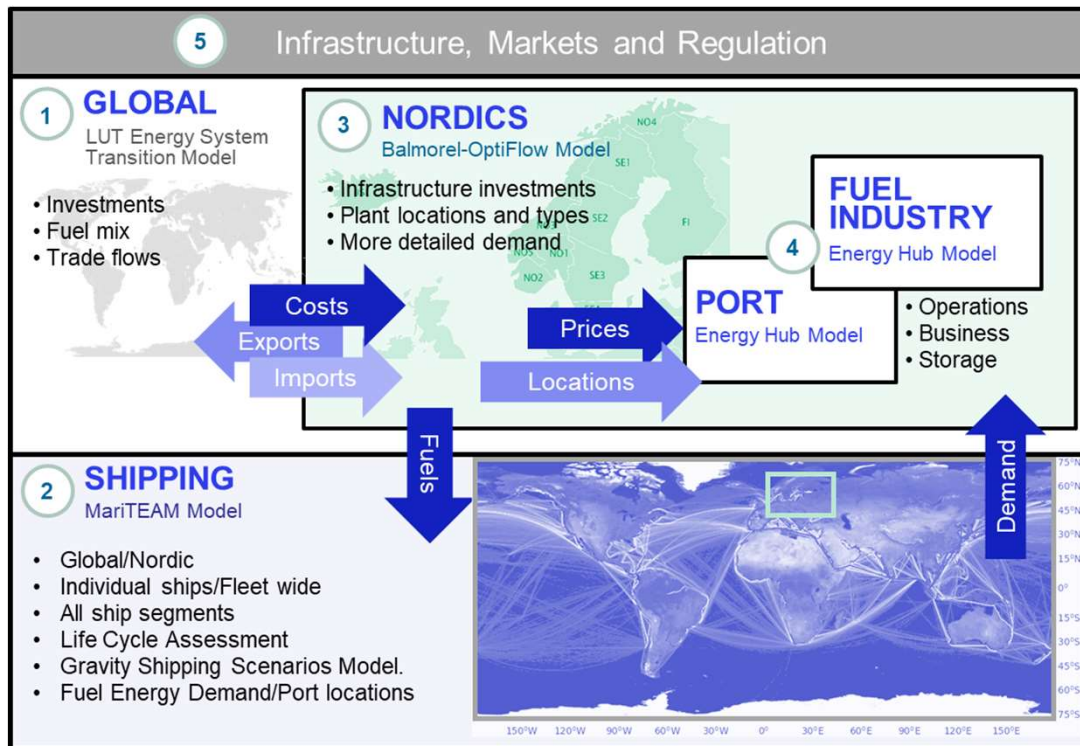 5 Infrastructure, Markets and Regulation
1 GLOBAL
LUT Energy System
Transition Model
• Investments
• Fuel mix
• Trade flows
3 NORDICS
Balmorel-OptiFlow Model
• Infrastructure investments
• Plant locations and types
• More detailed demand
NO4
SE1
SE2
FI
NO5
NO1
NO2
SE3
4
FUEL
INDUSTRY
Energy Hub Model
PORT
Energy Hub Model
• Operations
• Business
• Storage
Costs
Exports
Imports
Prices
Locations
Fuels
Demand
2 SHIPPING
MariTEAM Model
• Global/Nordic
• Individual ships/Fleet wide
• All ship segments
• Life Cycle Assessment
• Gravity Shipping Scenarios Model.
• Fuel Energy Demand/Port locations
75°N
60°N
45°N
30°N
15°N
0°
15°S
30°S
45°S
60°S
75°S
150°W 120°W 90°W 60°W 30°W 0° 30°E 60°E 90°E 120°E 150°E